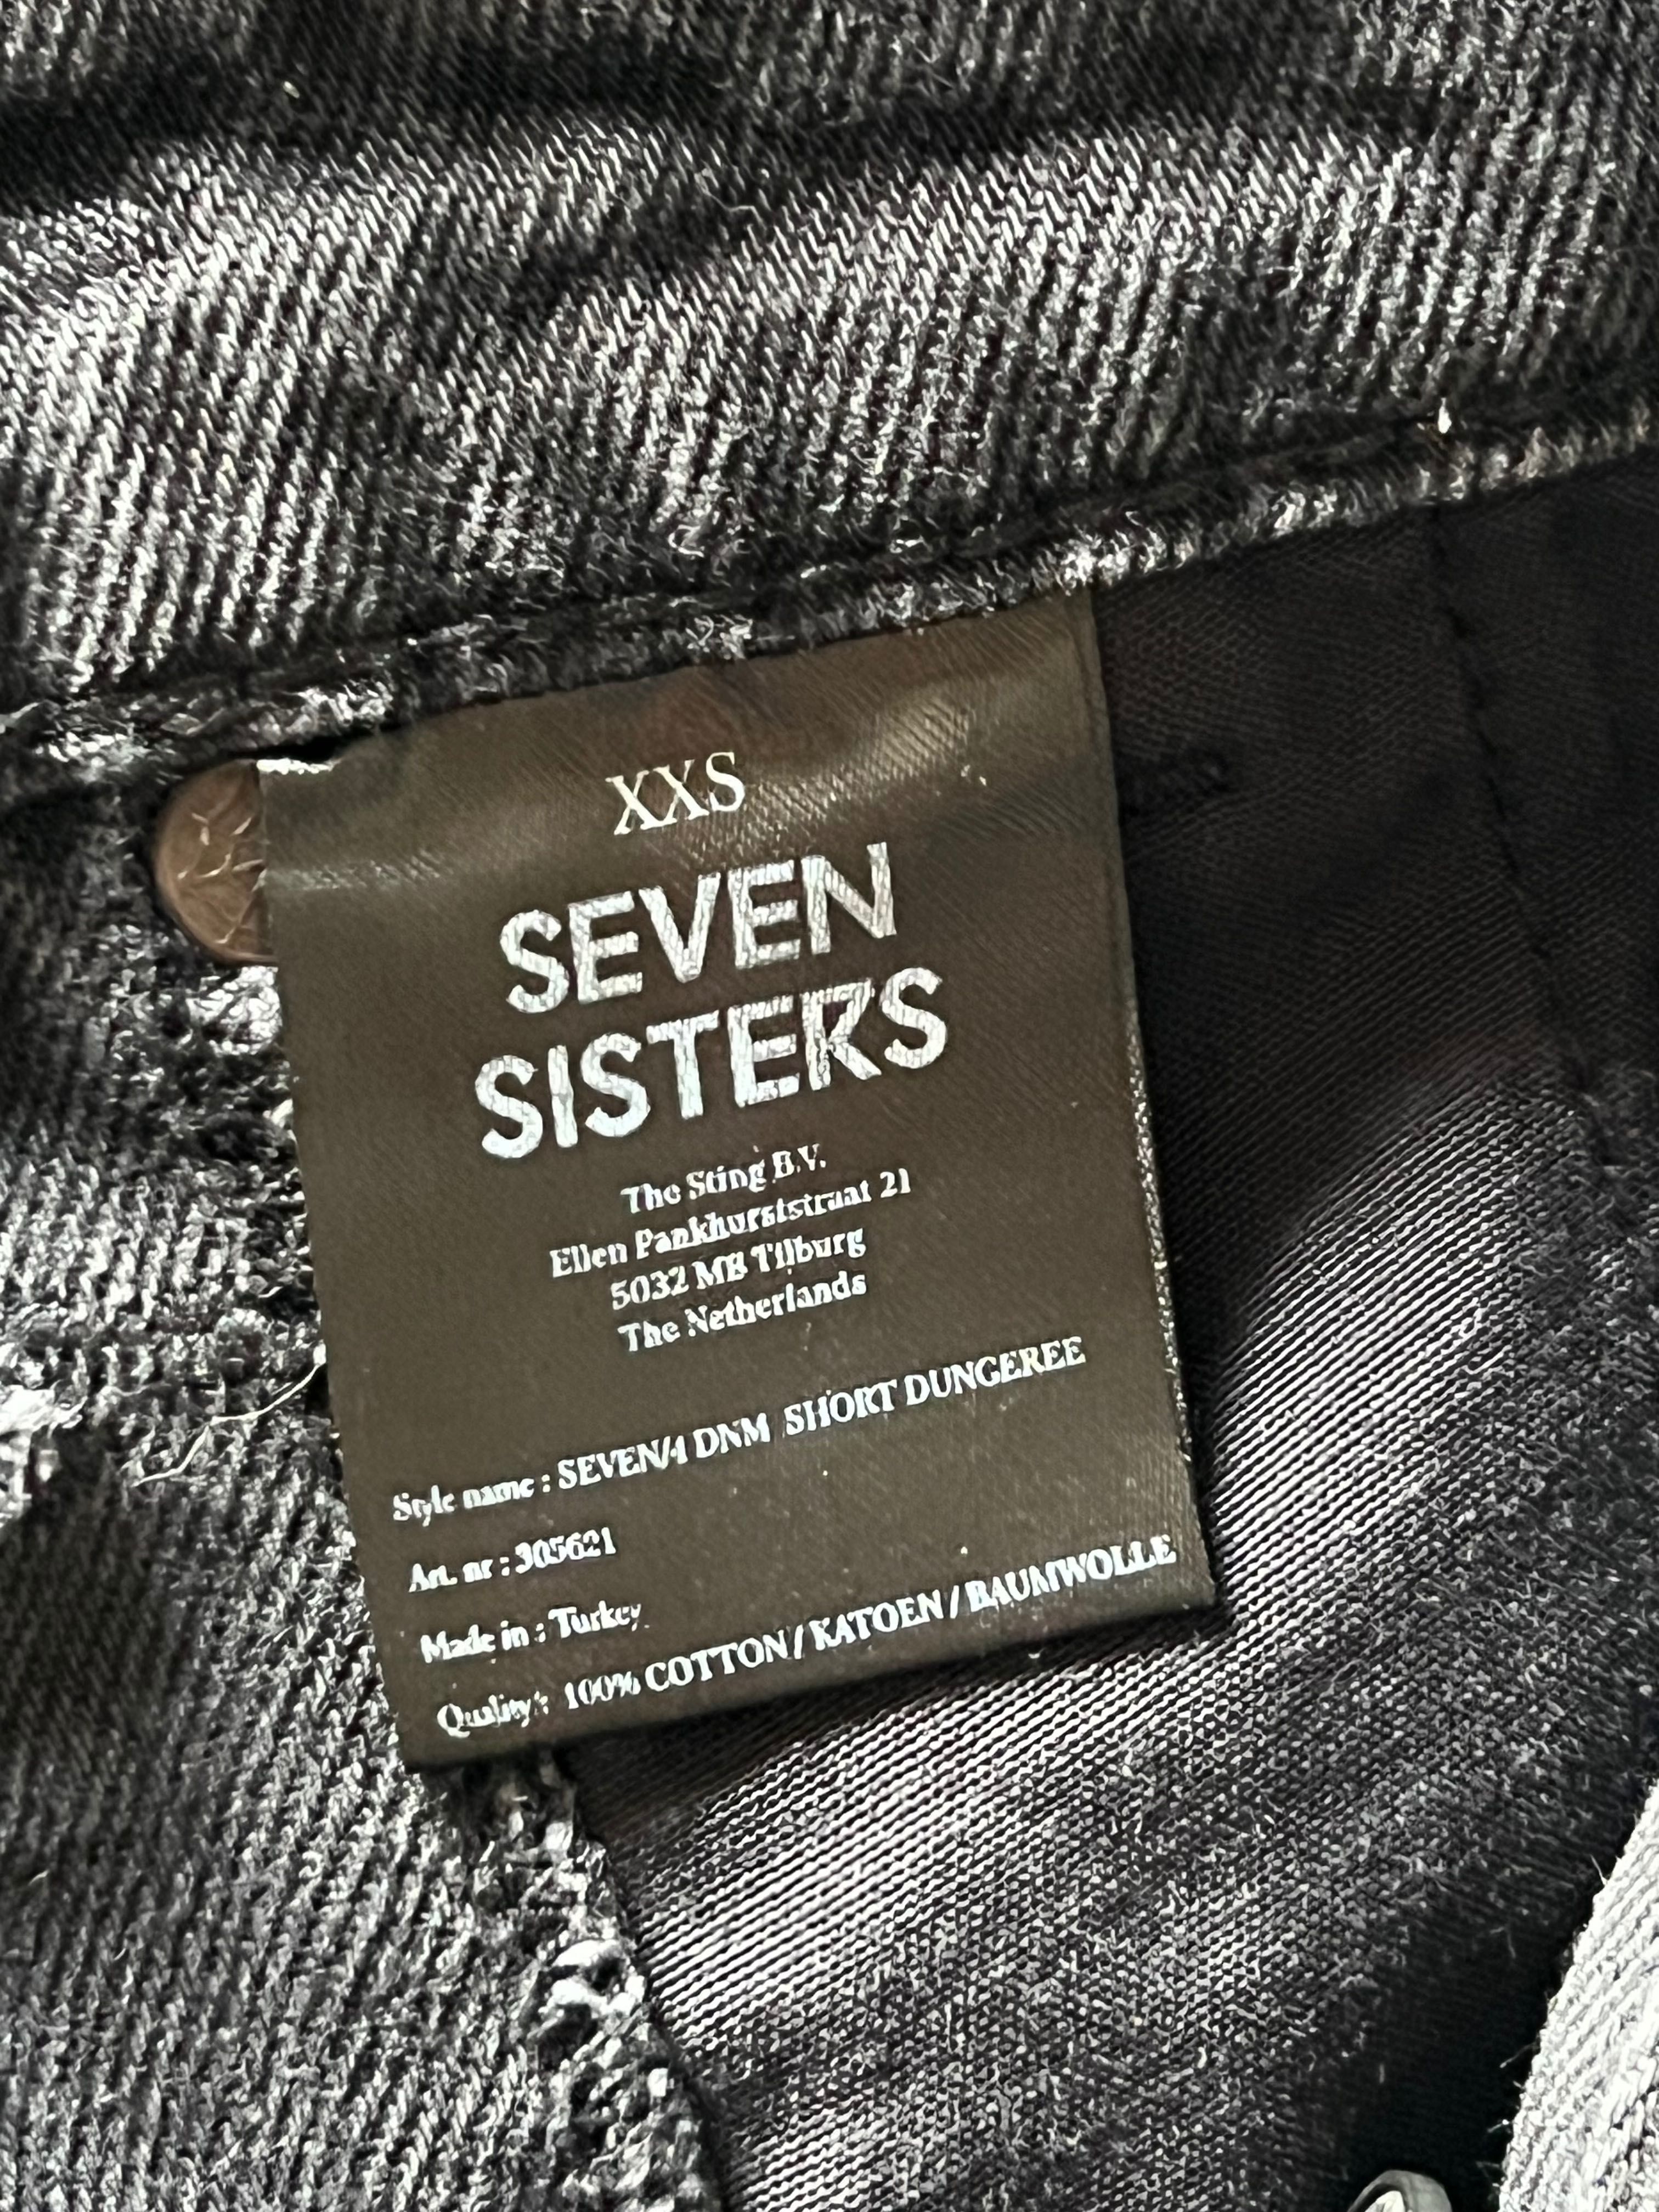 XXS
SEVEN
SISTERS
The Sting B.V.
Ellen Pankhurststraat 21
5032 MB Tilburg
The Netherlands
Style name : SEVEN/4 DNM SHORT DUNGEREE
Art. nr : 305621
Made in : Turkey
Quality : 100% COTTON / KATOEN / BAUMWOLLE